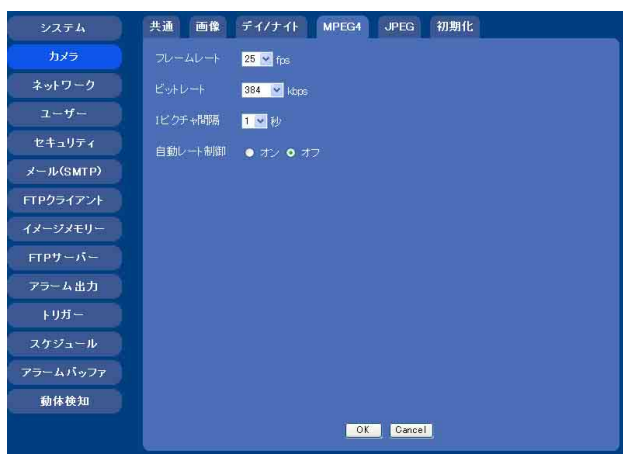 システム
カメラ
ネットワーク
ユーザー
セキュリティ
メール(SMTP)
FTPクライアント
イメージメモリー
FTPサーバー
アラーム出力
トリガー
スケジュール
アラームバッファ
動体検知
共通 画像 デイ/ナイト MPEG4 JPEG 初期化
フレームレート 25 fps
ビットレート 384 kbps
Iピクチャ間隔 1 秒
自動レート制御 オン オフ
OK Cancel